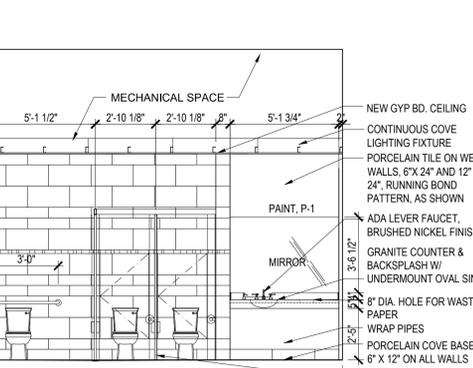 MECHANICAL SPACE
5'-1 1/2"
2'-10 1/8"
2'-10 1/8"
8"
5'-1 3/4"
2"
NEW GYP BD. CEILING
CONTINUOUS COVE
LIGHTING FIXTURE
PORCELAIN TILE ON WE
WALLS, 6"X 24" AND 12"
24", RUNNING BOND
PATTERN, AS SHOWN
PAINT, P-1
ADA LEVER FAUCET,
BRUSHED NICKEL FINIS
MIRROR
3'-6 1/2"
GRANITE COUNTER &
BACKSPLASH W/
UNDERMOUNT OVAL SIN
3'-0"
8" DIA. HOLE FOR WAST
PAPER
WRAP PIPES
2'-5"
PORCELAIN COVE BASE
6" X 12" ON ALL WALLS